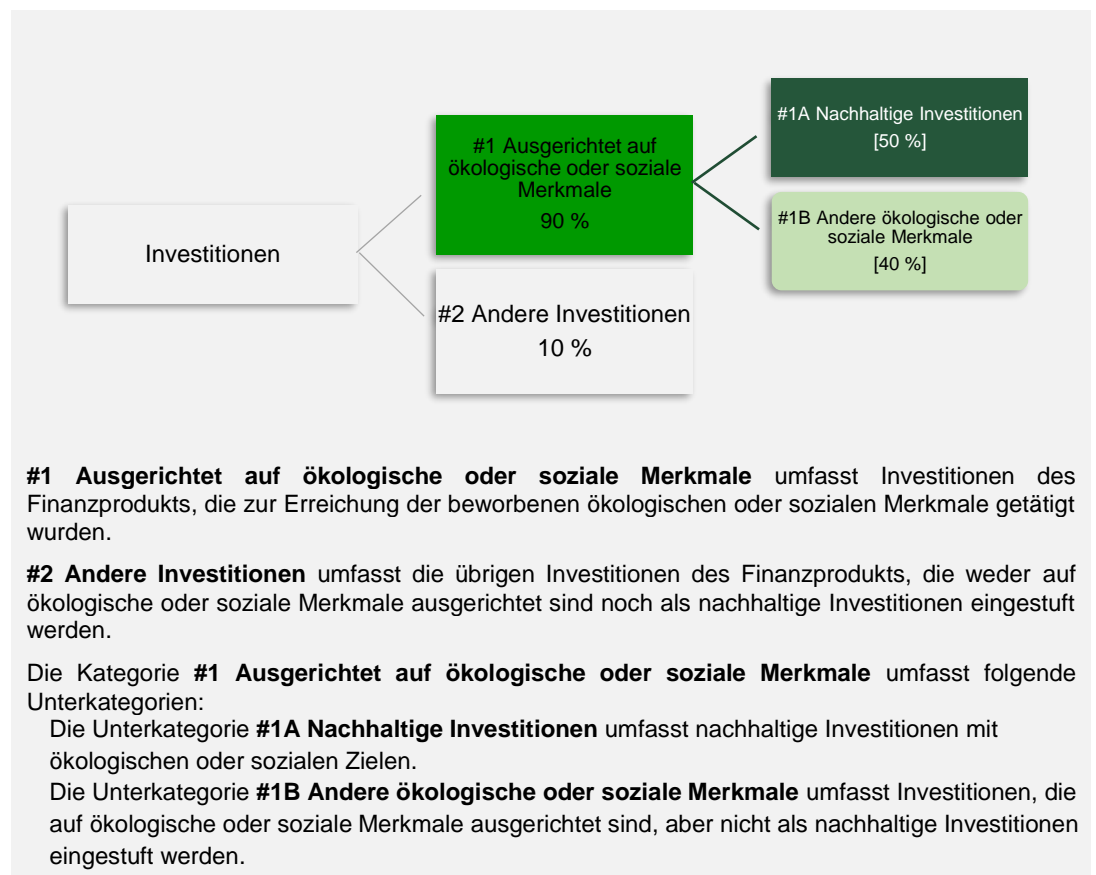 #1A Nachhaltige Investitionen
[50 %]
#1 Ausgerichtet auf
ökologische oder soziale
Merkmale
90 %
#1B Andere ökologische oder
soziale Merkmale
[40 %]
Investitionen
#2 Andere Investitionen
10 %
#1 Ausgerichtet auf ökologische oder soziale Merkmale umfasst Investitionen des
Finanzprodukts, die zur Erreichung der beworbenen ökologischen oder sozialen Merkmale getätigt
wurden.
#2 Andere Investitionen umfasst die übrigen Investitionen des Finanzprodukts, die weder auf
ökologische oder soziale Merkmale ausgerichtet sind noch als nachhaltige Investitionen eingestuft
werden.
Die Kategorie #1 Ausgerichtet auf ökologische oder soziale Merkmale umfasst folgende
Unterkategorien:
Die Unterkategorie #1A Nachhaltige Investitionen umfasst nachhaltige Investitionen mit
ökologischen oder sozialen Zielen.
Die Unterkategorie #1B Andere ökologische oder soziale Merkmale umfasst Investitionen, die
auf ökologische oder soziale Merkmale ausgerichtet sind, aber nicht als nachhaltige Investitionen
eingestuft werden.